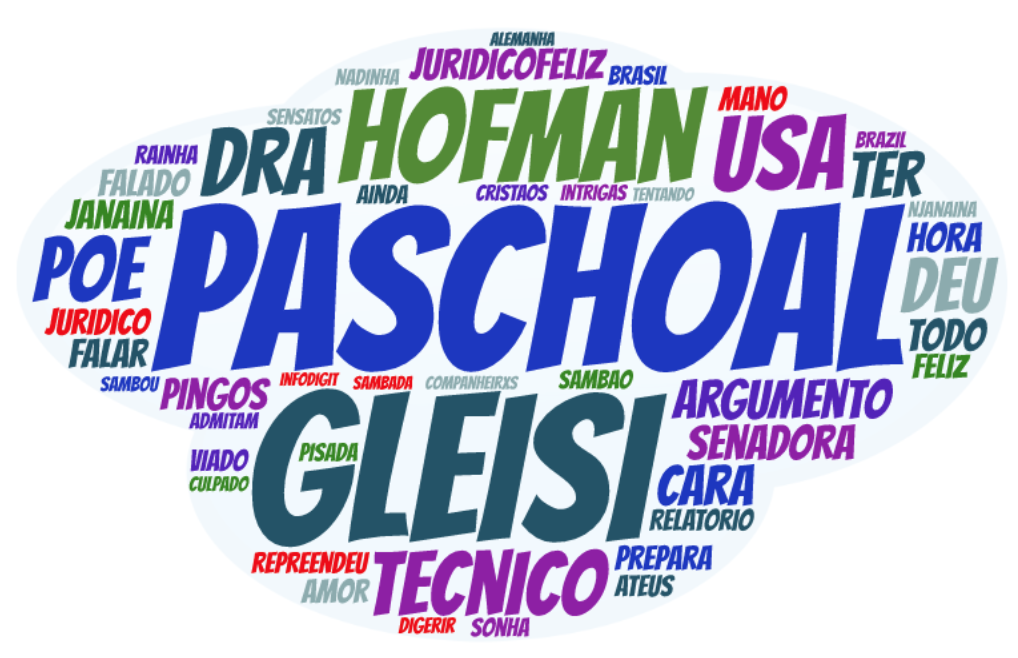 ALEMANHA
NADINHA JURIDICOFELIZ BRASIL
SENSATOS HOFMAN MANO
RAINHA DRA USA BRAZIL
FALADO AINDA CRISTAOS INTRIGAS TENTANDO TER
JANAINA PASCHOAL NJANAINA
POE HORA
DEU
JURIDICO TODO
FALAR FELIZ
SAMBOU PINGOS INFODIGIT SAMBADA COMPANHEIRXS SAMBAO ARGUMENTO
ADMITAM GLEISI SENADORA
VIADO PISADA CARA
CULPADO RELATORIO
REPREENDEU TECNICO PREPARA
AMOR ATEUS
DIGERIR SONHA